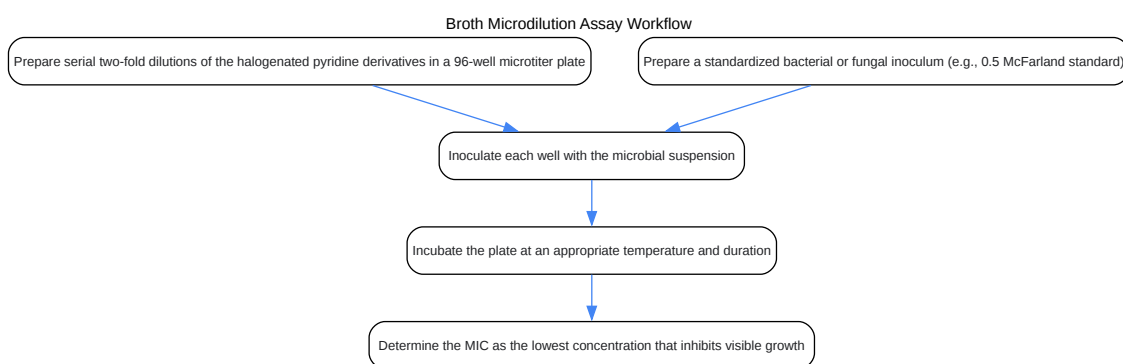 Broth Microdilution Assay Workflow
Prepare serial two-fold dilutions of the halogenated pyridine derivatives in a 96-well microtiter plate
Prepare a standardized bacterial or fungal inoculum (e.g., 0.5 McFarland standard)
Inoculate each well with the microbial suspension
Incubate the plate at an appropriate temperature and duration
Determine the MIC as the lowest concentration that inhibits visible growth